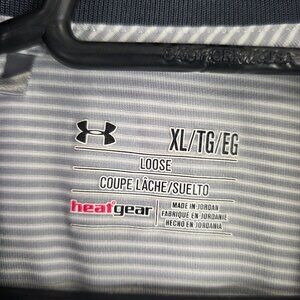 XL/TG/EG
LOOSE
COUPE LÂCHE/SUELTO
heatgear
MADE IN JORDAN
FABRIQUÉ EN JORDANIE
HECHO EN JORDANIA